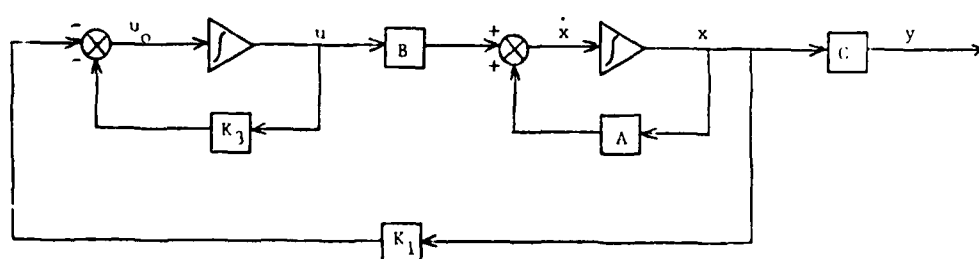 - u₀ ∫ u B + ẋ ∫ x C y
-
+
K₃ A
K₁